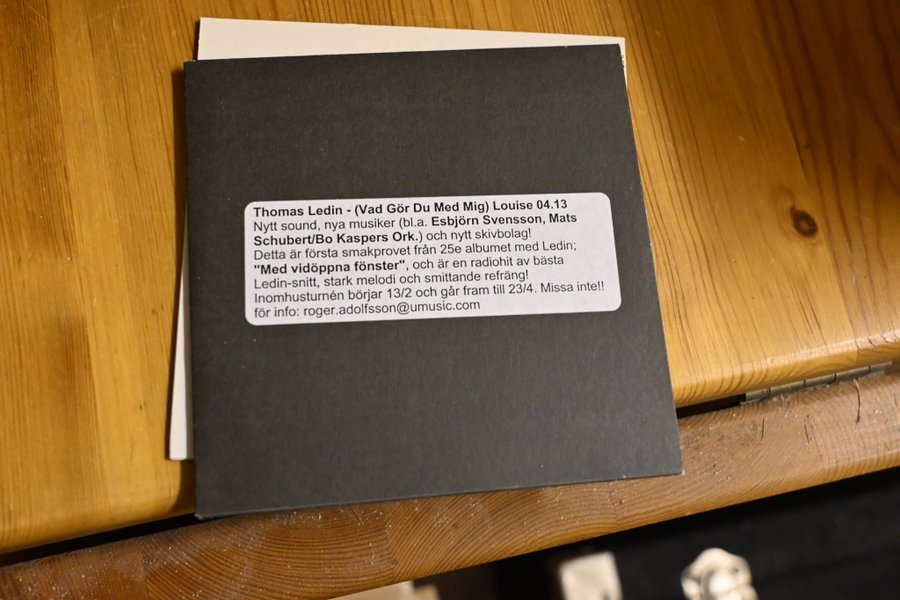 Thomas Ledin - (Vad Gör Du Med Mig) Louise 04.13
Nytt sound, nya musiker (bl.a. Esbjörn Svensson, Mats
Schubert/Bo Kaspers Ork.) och nytt skivbolag!
Detta är första smakprovet från 25e albumet med Ledin;
"Med vidöppna fönster", och är en radiohit av bästa
Ledin-snitt, stark melodi och smittande refräng!
Inomhusturnén börjar 13/2 och går fram till 23/4. Missa inte!!
för info: roger.adolfsson@umusic.com